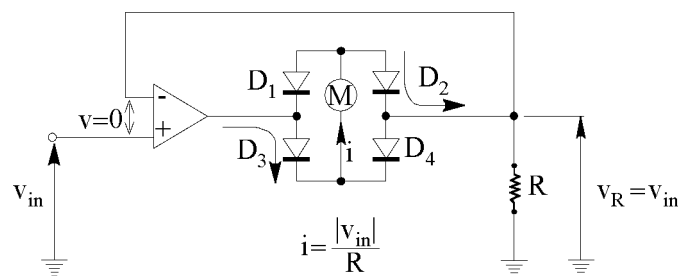 D1
D2
M
-
v=0
+
D3
i
D4
vin
R
vR=vin
i=|vin|/R